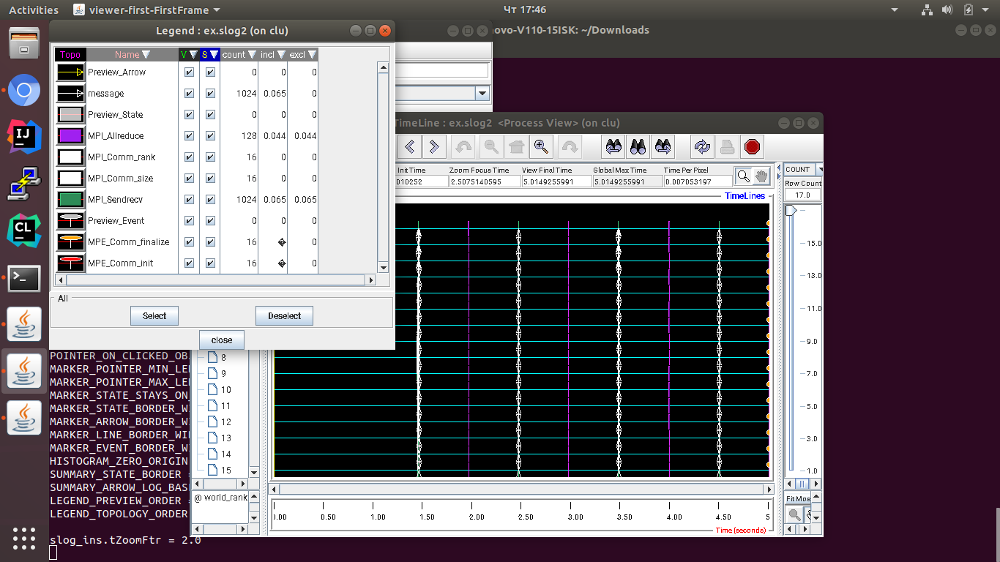 Activities
viewer-first-FirstFrame
Чт 17:46
Legend : ex.slog2 (on clu)
novo-V110-15ISK: ~/Downloads
Topo Name V S count incl excl
Preview_Arrow 0 0 0
message 1024 0.065 0
Preview_State 0 0 0
MPI_Allreduce 128 0.044 0.044
MPI_Comm_rank 16 0 0
MPI_Comm_size 16 0 0
MPI_Sendrecv 1024 0.065 0.065
Preview_Event 0 0 0
MPE_Comm_finalize 16 � 0
MPE_Comm_init 16 � 0
All
Select
Deselect
close
TimeLine : ex.slog2 <Process View> (on clu)
Init Time Zoom Focus Time View Final Time Global Max Time Time Per Pixel
2.5075140595 5.0149255991 5.0149255991 0.007053197
TimeLines
COUNT
Row Count
17.0
15.0
13.0
11.0
9.0
7.0
5.0
3.0
1.0
Fit Mos
8
9
10
11
12
13
14
15
@ world_rank
0.50 1.00 1.50 2.00 2.50 3.00 3.50 4.00 4.50 5
Time (seconds)
POINTER_ON_CLICKED_OB
MARKER_POINTER_MIN_LE
MARKER_POINTER_MAX_LE
MARKER_STATE_STAYS_ON_
MARKER_STATE_BORDER_W
MARKER_ARROW_BORDER_W
MARKER_LINE_BORDER_WI
MARKER_EVENT_BORDER_W
HISTOGRAM_ZERO_ORIGIN
SUMMARY_STATE_BORDER =
SUMMARY_ARROW_LOG_BAS
LEGEND_PREVIEW_ORDER =
LEGEND_TOPOLOGY_ORDER
slog_ins.tZoomFtr = 2.0